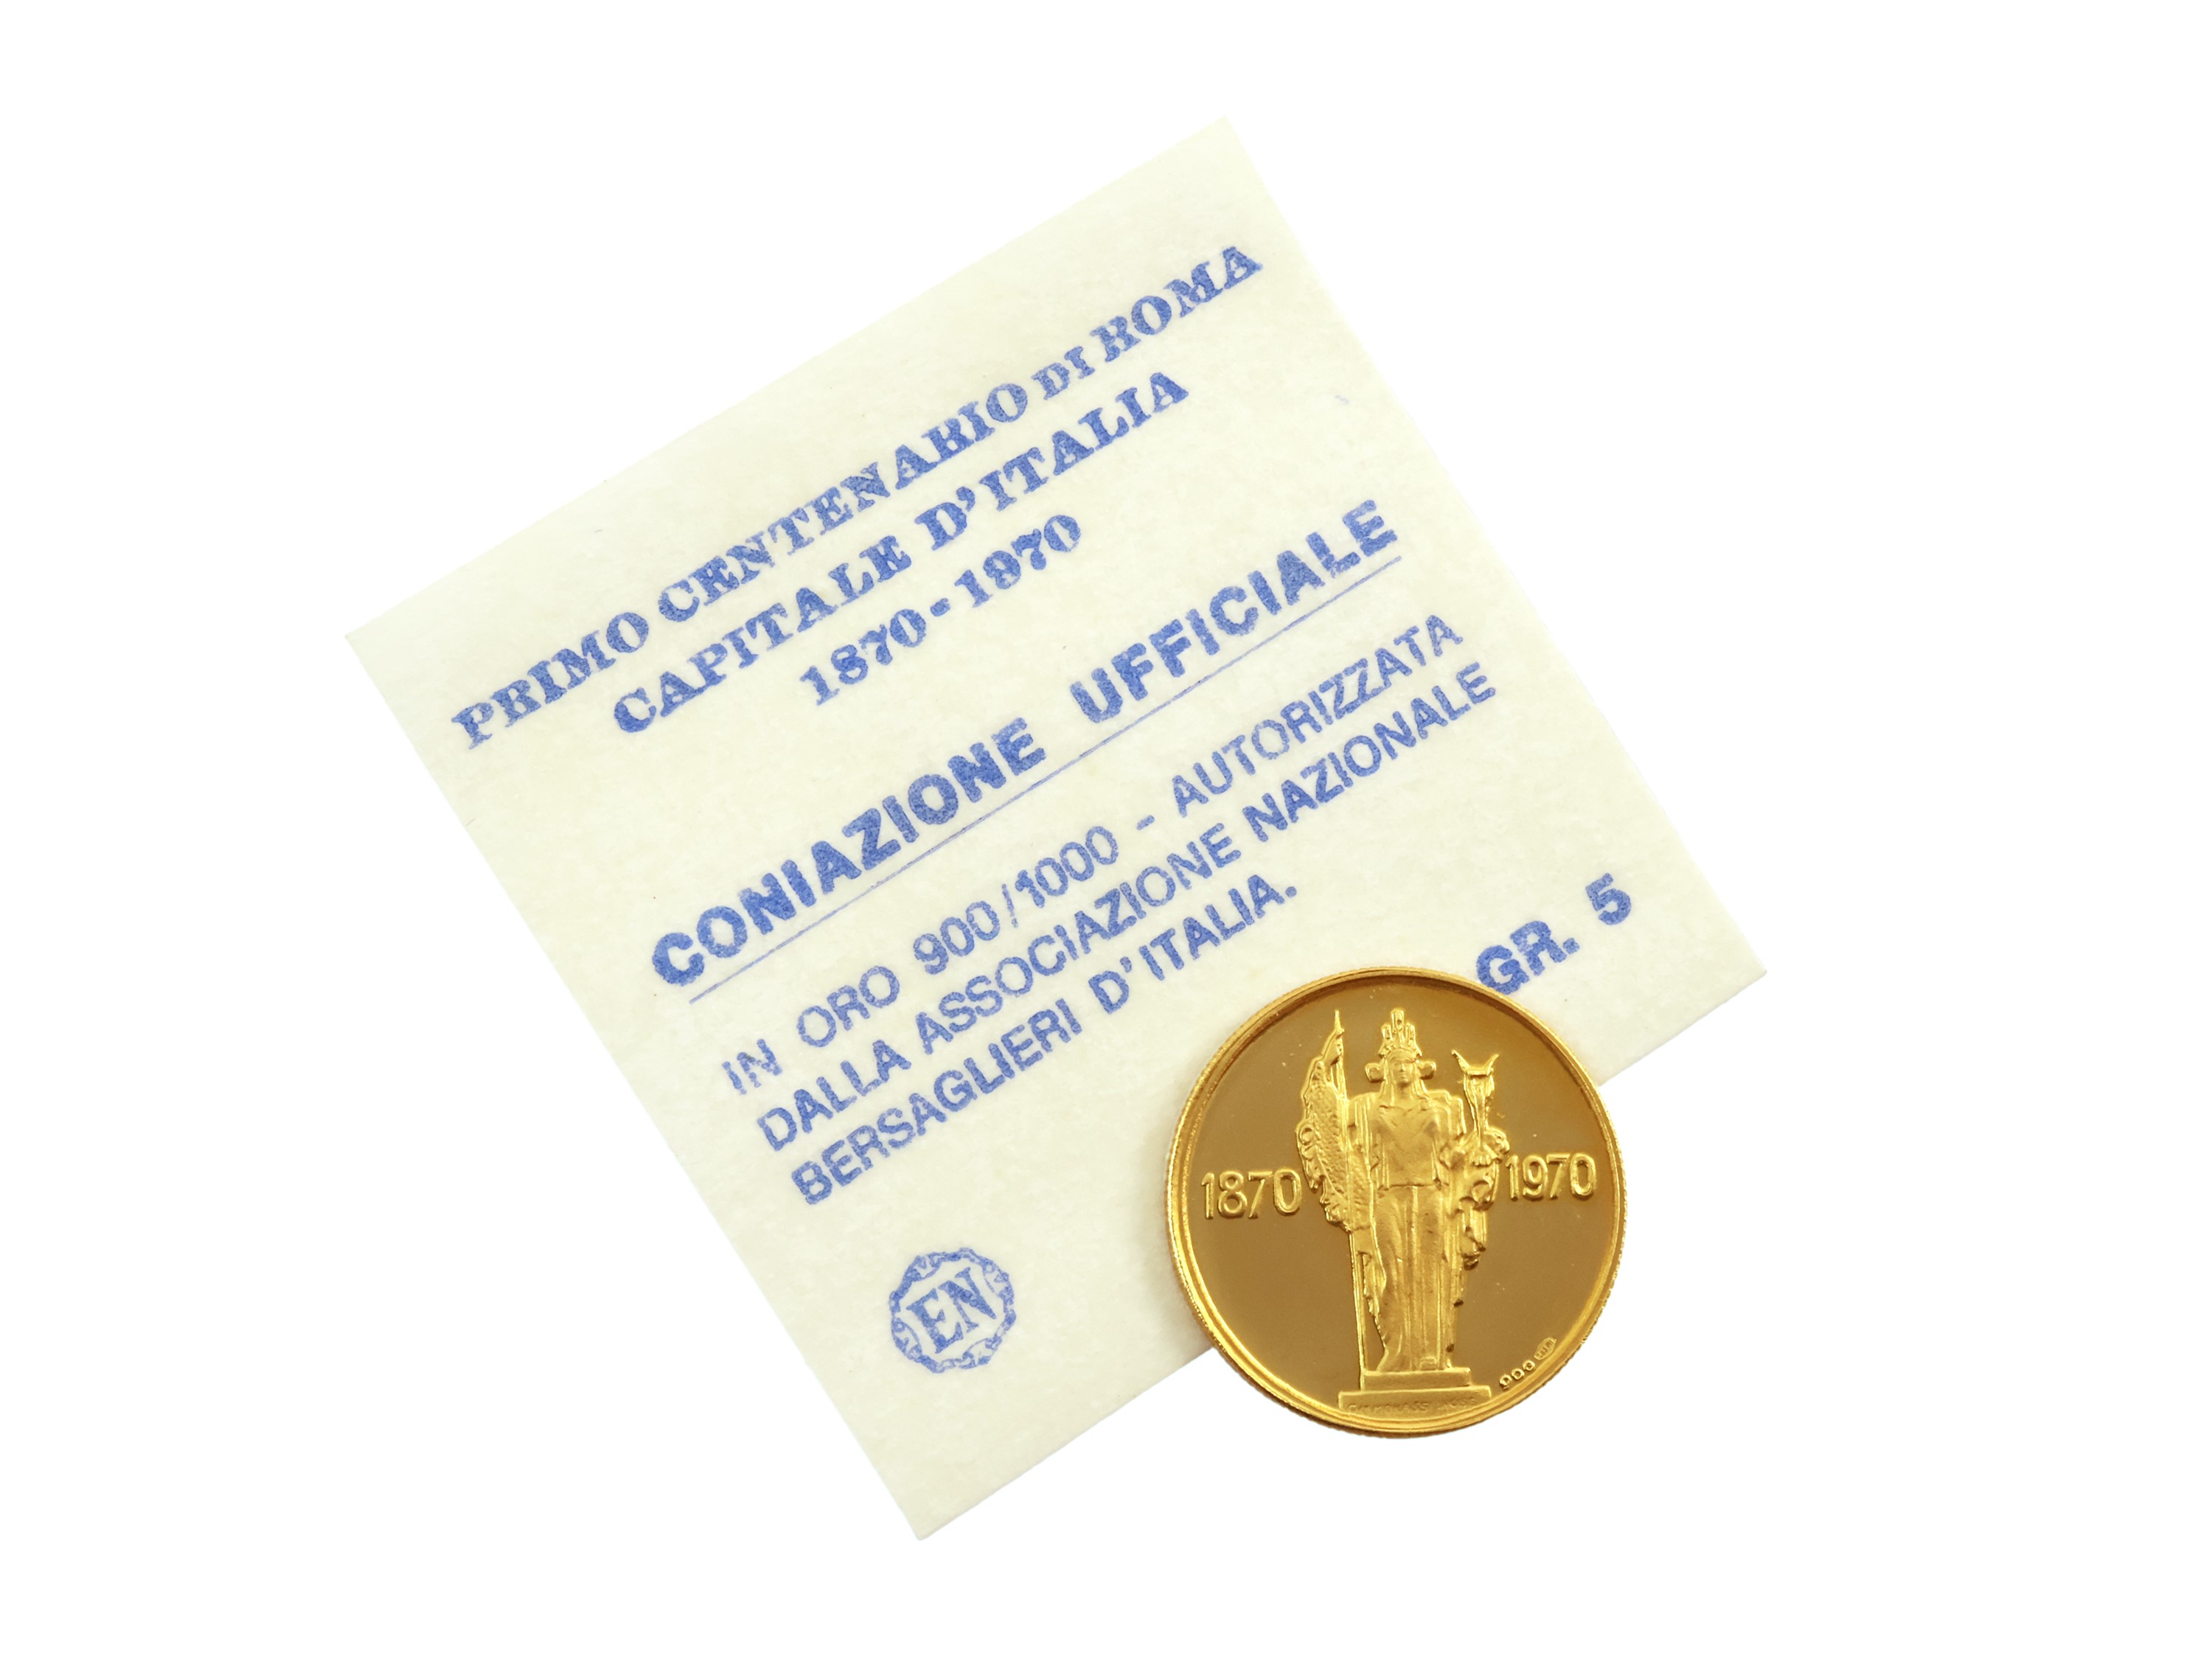 PRIMO CENTENARIO DI ROMA
CAPITALE D'ITALIA
1870-1970
CONIAZIONE UFFICIALE
IN ORO 900/1000 - AUTORIZZATA
DALLA ASSOCIAZIONE NAZIONALE
BERSAGLIERI D'ITALIA.
GR. 5
EN
1870 1970
900